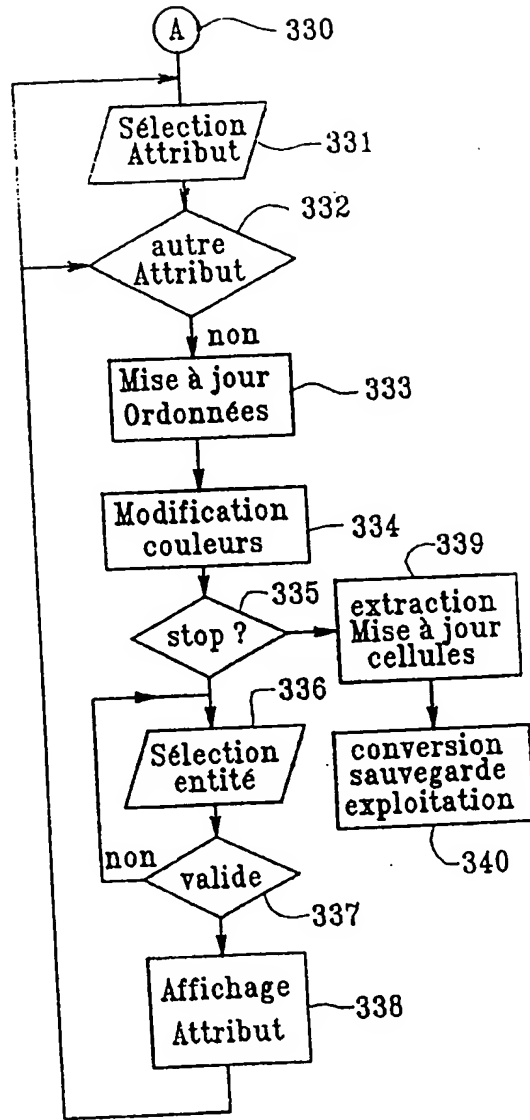 A
330
Sélection
Attribut
331
332
autre
Attribut
non
Mise à jour
Ordonnées
333
Modification
couleurs
334
335
stop ?
339
extraction
Mise à jour
cellules
336
Sélection
entité
conversion
sauvegarde
exploitation
340
non
valide
337
Affichage
Attribut
338